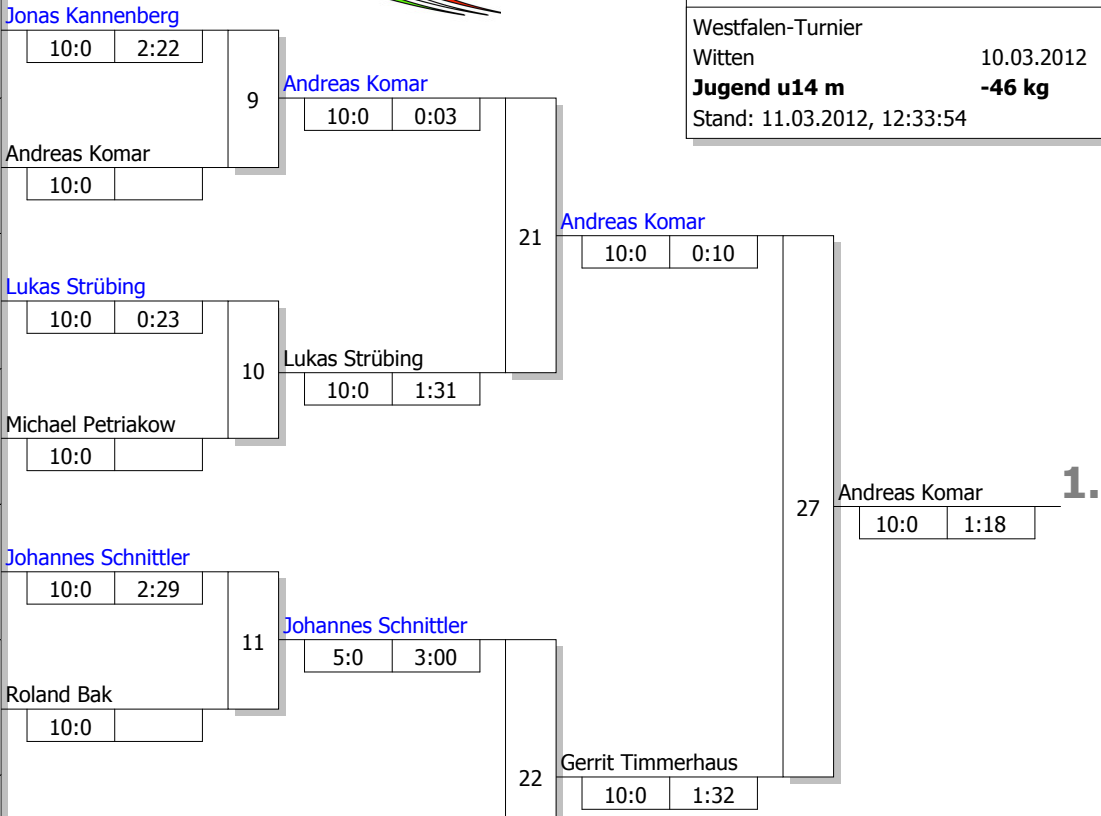 Jonas Kannenberg
10:0 2:22
9
Andreas Komar
10:0
Andreas Komar
10:0 0:03
Lukas Strübing
10:0 0:23
10
Michael Petriakow
10:0
Lukas Strübing
10:0 1:31
21
Andreas Komar
10:0 0:10
Johannes Schnittler
10:0 2:29
11
Roland Bak
10:0
Johannes Schnittler
5:0 3:00
22
Gerrit Timmerhaus
10:0 1:32
27
Andreas Komar 1.
10:0 1:18
Westfalen-Turnier
Witten 10.03.2012
Jugend u14 m -46 kg
Stand: 11.03.2012, 12:33:54